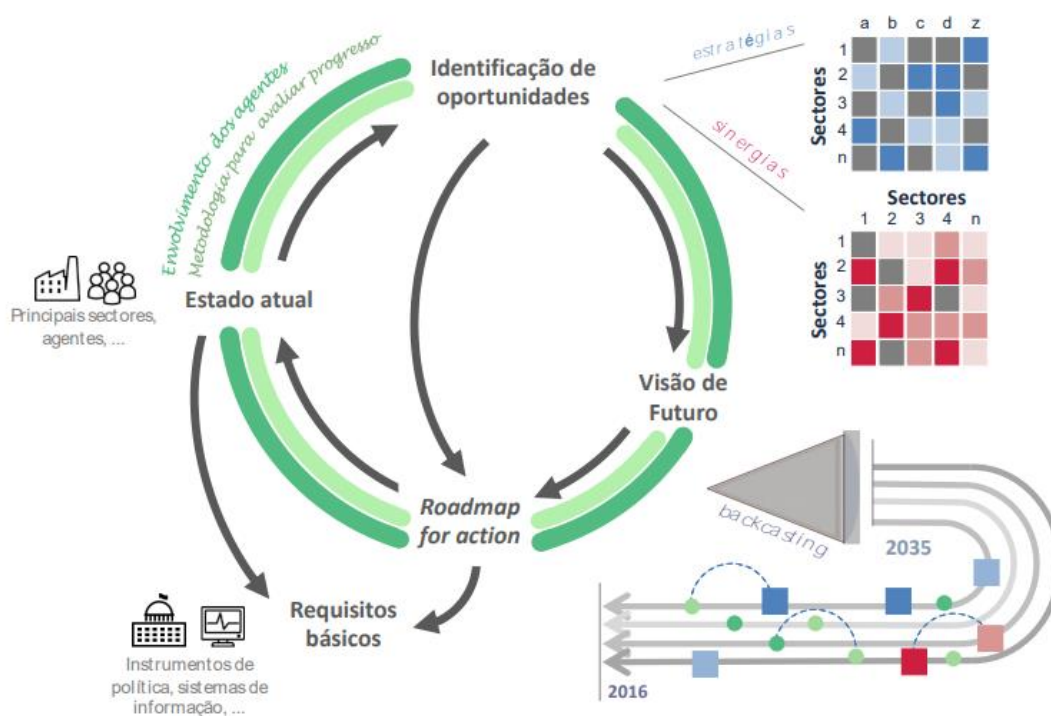 Envolvimento dos agentes
Metodologia para avaliar progresso
Identificação de
oportunidades
estratégias
sinergias
a b c d z
Sectores
1
2
3
4
n
Sectores
1 2 3 4 n
Sectores
1
2
3
4
n
Estado atual
Principais sectores,
agentes, ...
Visão de
Futuro
Roadmap
for action
backcasting
2035
2016
Requisitos
básicos
Instrumentos de
política, sistemas de
informação, ...